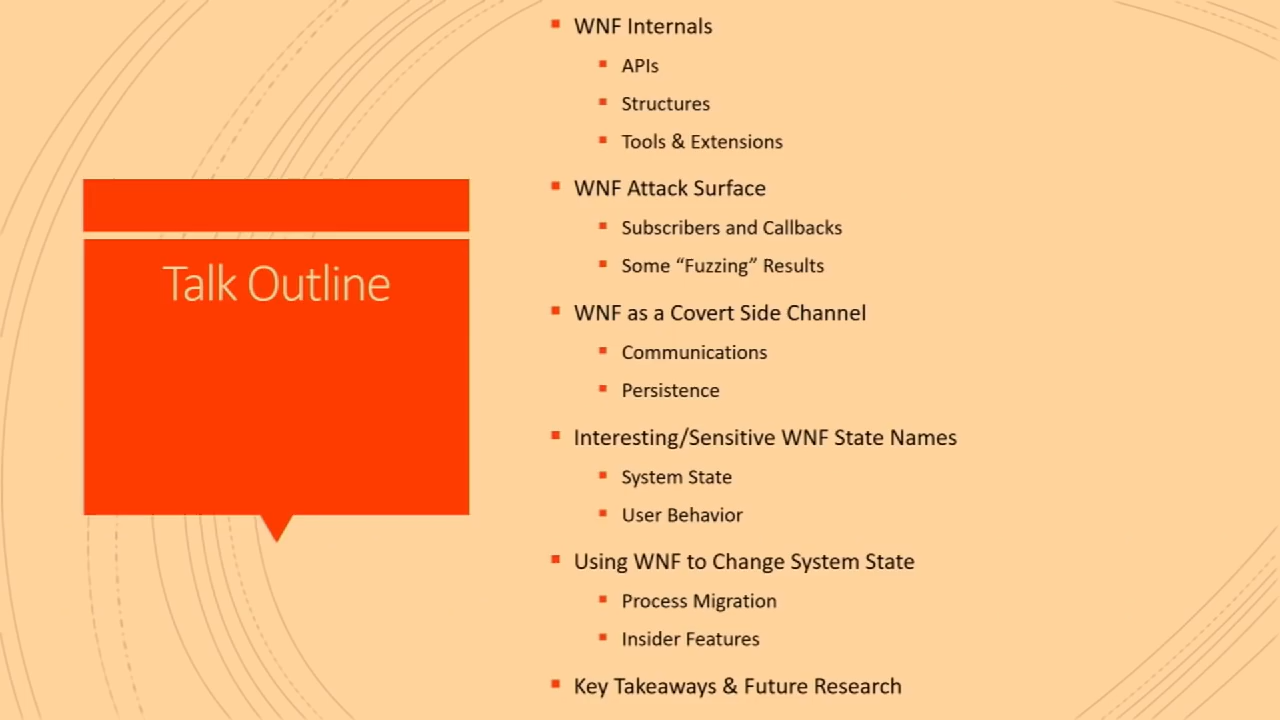 Talk Outline
WNF Internals
APIs
Structures
Tools & Extensions
WNF Attack Surface
Subscribers and Callbacks
Some “Fuzzing” Results
WNF as a Covert Side Channel
Communications
Persistence
Interesting/Sensitive WNF State Names
System State
User Behavior
Using WNF to Change System State
Process Migration
Insider Features
Key Takeaways & Future Research